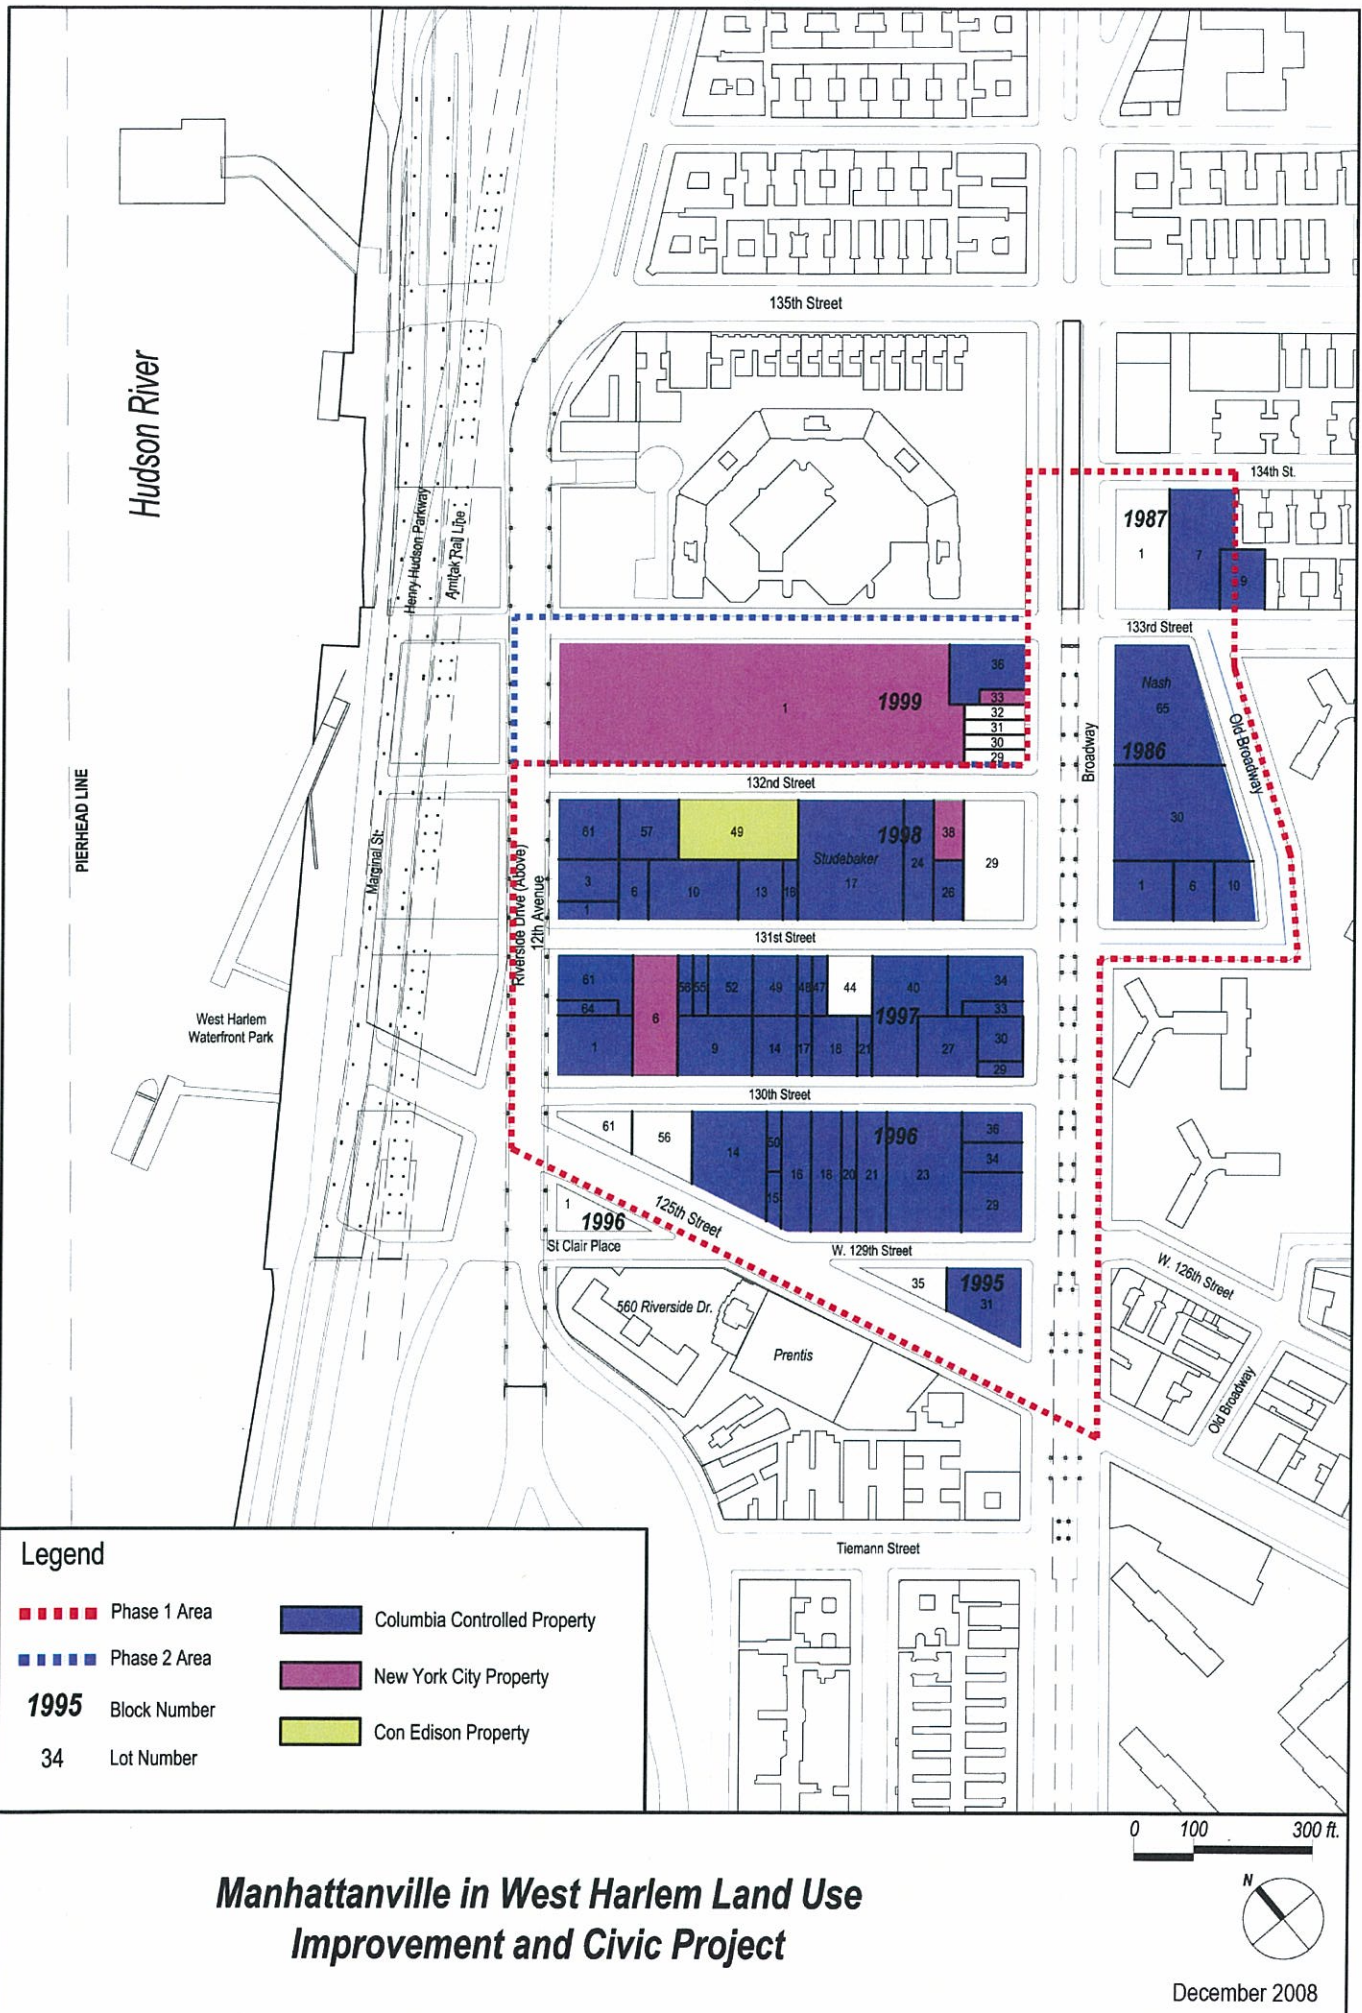 135th Street
Hudson River
134th St.
1987
1
7
9
Henry Hudson Parkway
Amtrak Rail Line
133rd Street
36
Nash
65
33
1
1999
32
31
30
29
Broadway
Old Broadway
1986
132nd Street
PIERHEAD LINE
30
61
57
49
1998
38
Studebaker
29
Marginal St.
3
6
10
13
18
17
24
26
1
6
10
1
Riverside Drive (Above)
12th Avenue
131st Street
61
56
55
52
49
48
47
44
40
34
64
33
West Harlem
Waterfront Park
6
1997
1
9
14
17
18
21
27
30
29
130th Street
61
56
14
50
1996
36
34
16
18
20
21
23
15
29
1
125th Street
1996
St Clair Place
W. 129th Street
W. 126th Street
35
1995
31
560 Riverside Dr.
Prentis
Old Broadway
Tiemann Street
Legend
Phase 1 Area
Columbia Controlled Property
Phase 2 Area
New York City Property
1995
Block Number
Con Edison Property
34
Lot Number
0 100 300 ft.
Manhattanville in West Harlem Land Use
Improvement and Civic Project
N
December 2008